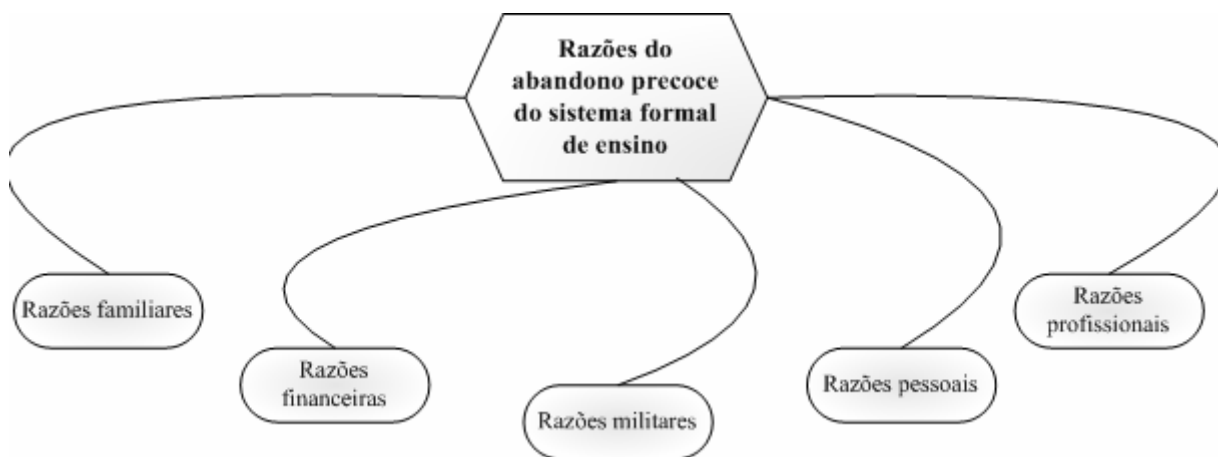 Razões do
abandono precoce
do sistema formal
de ensino
Razões familiares
Razões
financeiras
Razões militares
Razões pessoais
Razões
profissionais